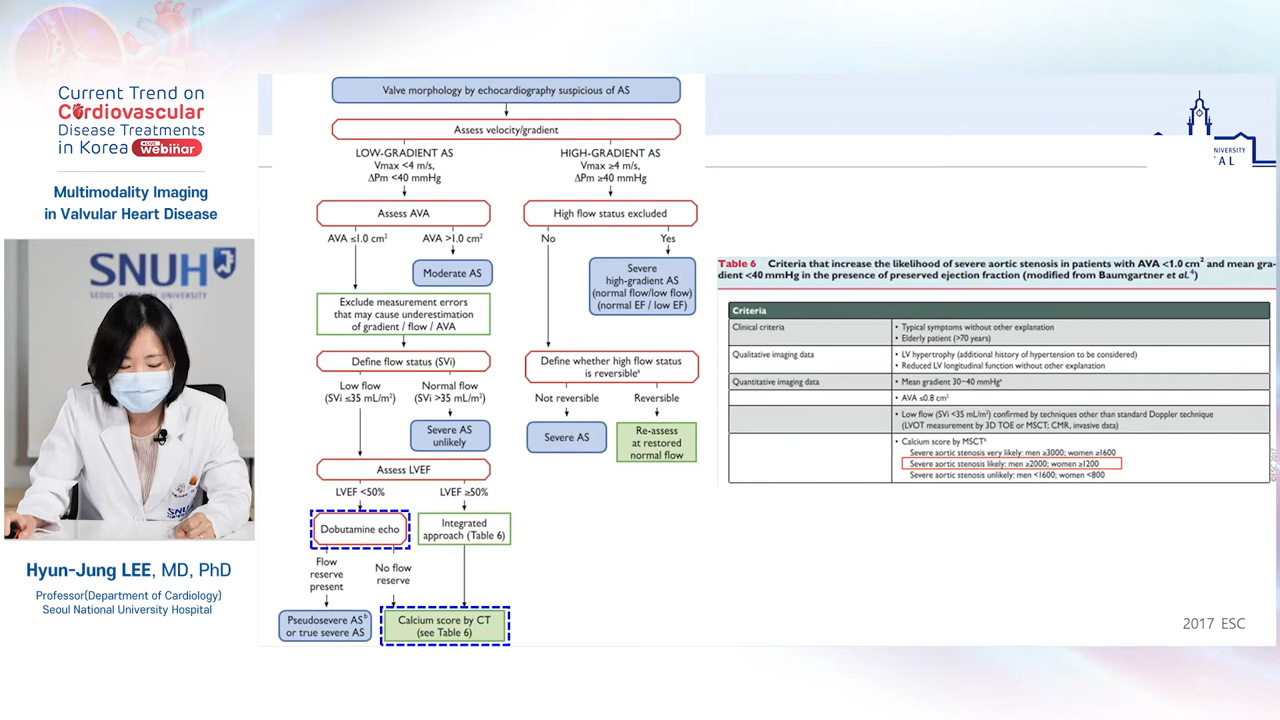 Current Trend on
Cardiovascular
Disease Treatments
in Korea LIVE webinar
Multimodality Imaging
in Valvular Heart Disease
SNUH
SEOUL NATIONAL UNIVERSITY
Hyun-Jung LEE, MD, PhD
Professor(Department of Cardiology)
Seoul National University Hospital
Valve morphology by echocardiography suspicious of AS
Assess velocity/gradient
LOW-GRADIENT AS
Vmax <4 m/s,
ΔPm <40 mmHg
HIGH-GRADIENT AS
Vmax ≥4 m/s,
ΔPm ≥40 mmHg
Assess AVA
High flow status excluded
AVA ≤1.0 cm²
AVA >1.0 cm²
No
Yes
Moderate AS
Severe
high-gradient AS
(normal flow/low flow)
(normal EF / low EF)
Exclude measurement errors
that may cause underestimation
of gradient / flow / AVA
Define flow status (SVi)
Define whether high flow status
is reversibleᵃ
Low flow
(SVi ≤35 mL/m²)
Normal flow
(SVi >35 mL/m²)
Not reversible
Reversible
Severe AS
unlikely
Severe AS
Re-assess
at restored
normal flow
Assess LVEF
LVEF <50%
LVEF ≥50%
Dobutamine echo
Integrated
approach (Table 6)
Flow
reserve
present
No flow
reserve
Pseudosevere ASᵇ
or true severe AS
Calcium score by CT
(see Table 6)
NIVERSITY
AL
Table 6 Criteria that increase the likelihood of severe aortic stenosis in patients with AVA <1.0 cm² and mean gra-
dient <40 mmHg in the presence of preserved ejection fraction (modified from Baumgartner et al.⁴)
Criteria
Clinical criteria
• Typical symptoms without other explanation
• Elderly patient (>70 years)
Qualitative imaging data
• LV hypertrophy (additional history of hypertension to be considered)
• Reduced LV longitudinal function without other explanation
Quantitative imaging data
• Mean gradient 30–40 mmHgᵃ
• AVA ≤0.8 cm²
• Low flow (SVi <35 mL/m²) confirmed by techniques other than standard Doppler technique
(LVOT measurement by 3D TOE or MSCT; CMR, invasive data)
• Calcium score by MSCTᵇ
Severe aortic stenosis very likely: men ≥3000; women ≥1600
Severe aortic stenosis likely: men ≥2000; women ≥1200
Severe aortic stenosis unlikely: men <1600; women <800
2017 ESC